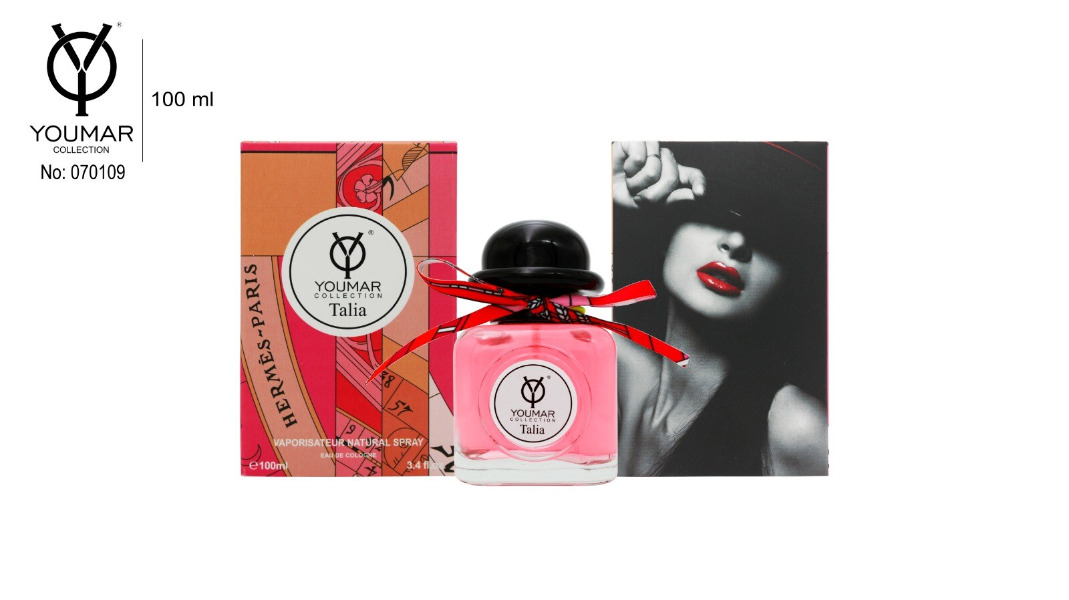 ®
YOUMAR
COLLECTION
No: 070109
100 ml
®
YOUMAR
COLLECTION
Talia
HERMÈS-PARIS
VAPORISATEUR NATURAL SPRAY
EAU DE COLOGNE
℮100ml
3.4 fl
®
YOUMAR
COLLECTION
Talia